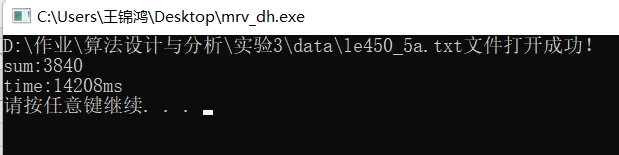 C:\Users\王锦鸿\Desktop\mrv_dh.exe
D:\作业\算法设计与分析\实验3\data\le450_5a.txt文件打开成功!
sum:3840
time:14208ms
请按任意键继续. . .